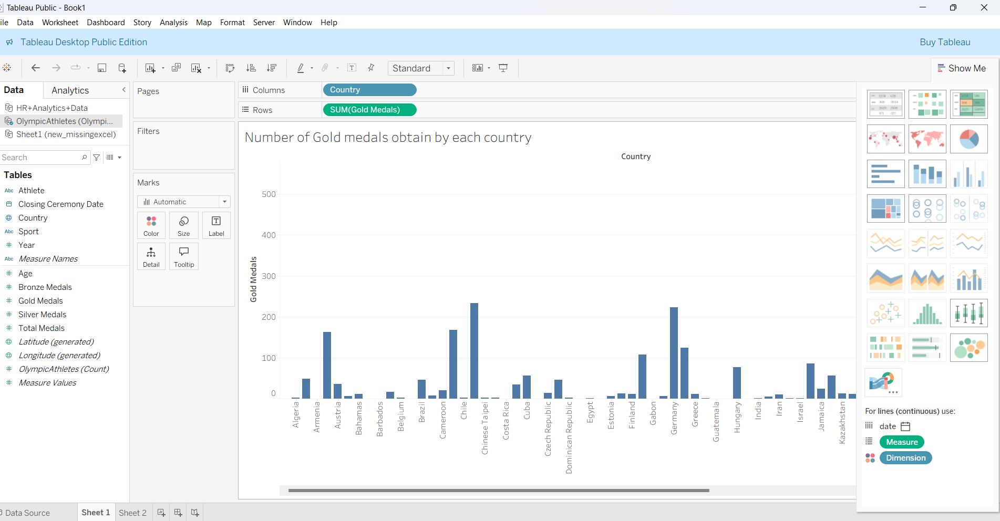 Tableau Public - Book1
ile Data Worksheet Dashboard Story Analysis Map Format Server Window Help
Tableau Desktop Public Edition
Buy Tableau
Standard
Show Me
Data
Analytics
HR+Analytics+Data
OlympicAthletes (Olympi...
Sheet1 (new_missingexcel)
Search
Tables
Abc Athlete
Closing Ceremony Date
Country
Abc Sport
Year
Abc Measure Names
Age
Bronze Medals
Gold Medals
Silver Medals
Total Medals
Latitude (generated)
Longitude (generated)
OlympicAthletes (Count)
Measure Values
Pages
Filters
Marks
Automatic
Color
Size
Label
Detail
Tooltip
Columns
Country
Rows
SUM(Gold Medals)
Number of Gold medals obtain by each country
Country
Gold Medals
500
400
300
200
100
0
Algeria
Armenia
Austria
Bahamas
Barbados
Belgium
Brazil
Cameroon
Chile
Chinese Taipei
Costa Rica
Cuba
Czech Republic
Dominican Republic
Egypt
Estonia
Finland
Gabon
Germany
Greece
Guatemala
Hungary
India
Iran
Israel
Jamaica
Kazakhstan
For lines (continuous) use:
date
Measure
Dimension
Data Source
Sheet 1
Sheet 2